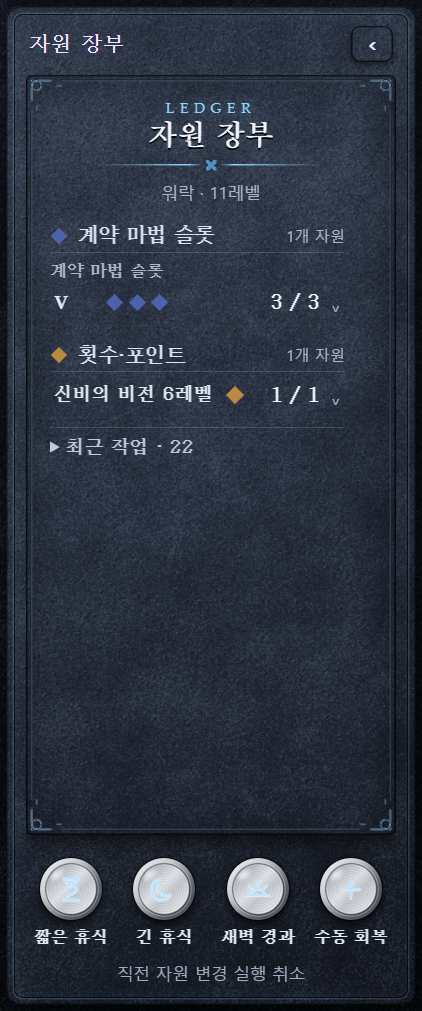 자원 장부
LEDGER
자원 장부
워락 · 11레벨
계약 마법 슬롯 1개 자원
계약 마법 슬롯
V 3 / 3
횟수·포인트 1개 자원
신비의 비전 6레벨 1 / 1
최근 작업 · 22
짧은 휴식 긴 휴식 새벽 경과 수동 회복
직전 자원 변경 실행 취소